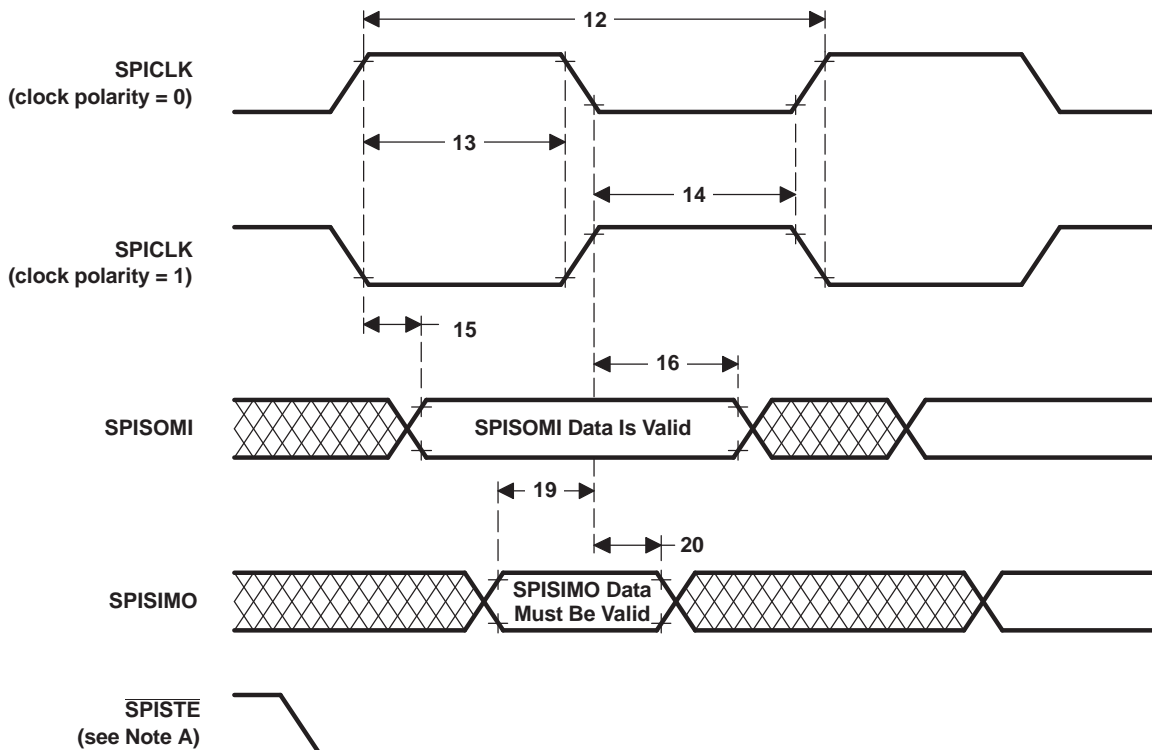 12
SPICLK
(clock polarity = 0)
13
14
SPICLK
(clock polarity = 1)
15
16
SPISOMI
SPISOMI Data Is Valid
19
20
SPISIMO
SPISIMO Data
Must Be Valid
SPISTE
(see Note A)